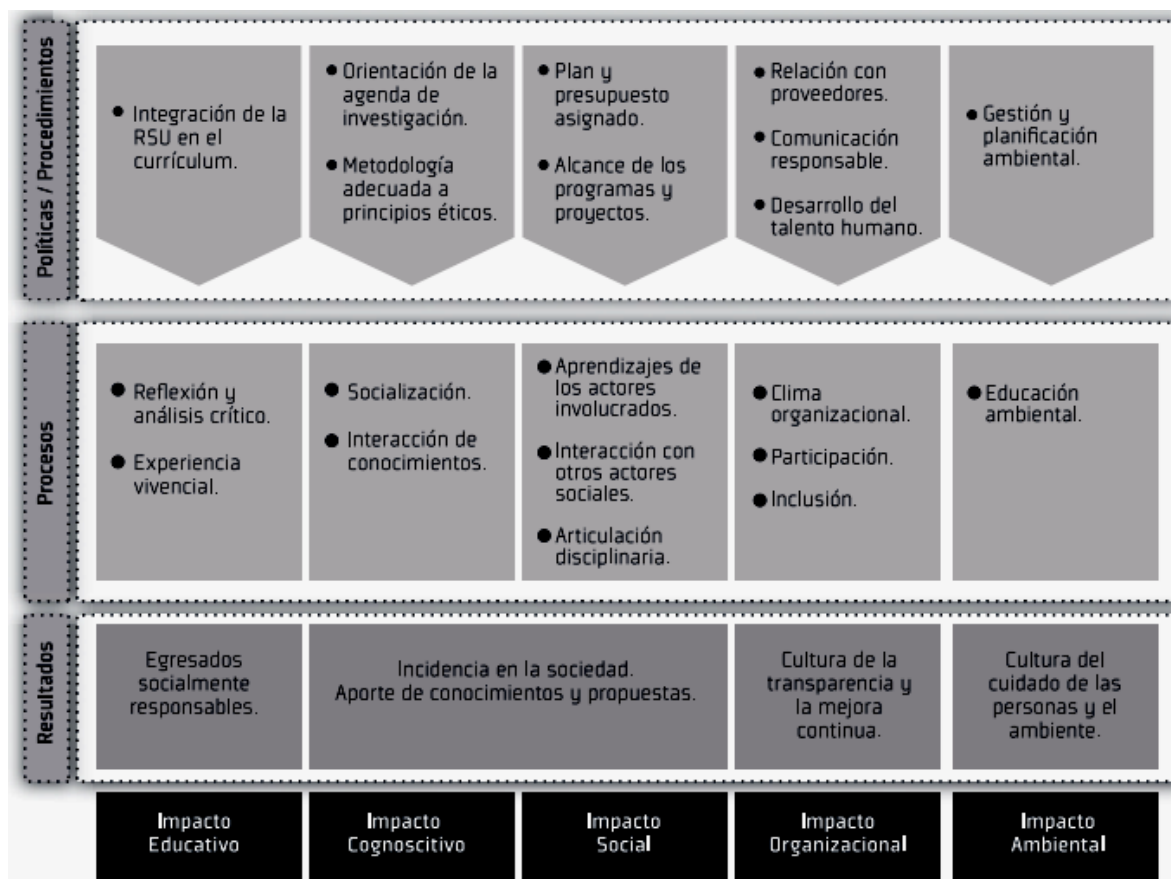 Políticas / Procedimientos
● Integración de la
RSU en el
currículum.
● Orientación de la
agenda de
investigación.
● Metodología
adecuada a
principios éticos.
● Plan y
presupuesto
asignado.
● Alcance de los
programas y
proyectos.
● Relación con
proveedores.
● Comunicación
responsable.
● Desarrollo del
talento humano.
● Gestión y
planificación
ambiental.
Procesos
● Reflexión y
análisis crítico.
● Experiencia
vivencial.
● Socialización.
● Interacción de
conocimientos.
● Aprendizajes de
los actores
involucrados.
● Interacción con
otros actores
sociales.
● Articulación
disciplinaria.
● Clima
organizacional.
● Participación.
● Inclusión.
● Educación
ambiental.
Resultados
Egresados
socialmente
responsables.
Incidencia en la sociedad.
Aporte de conocimientos y propuestas.
Cultura de la
transparencia y
la mejora
continua.
Cultura del
cuidado de las
personas y el
ambiente.
Impacto
Educativo
Impacto
Cognoscitivo
Impacto
Social
Impacto
Organizacional
Impacto
Ambiental